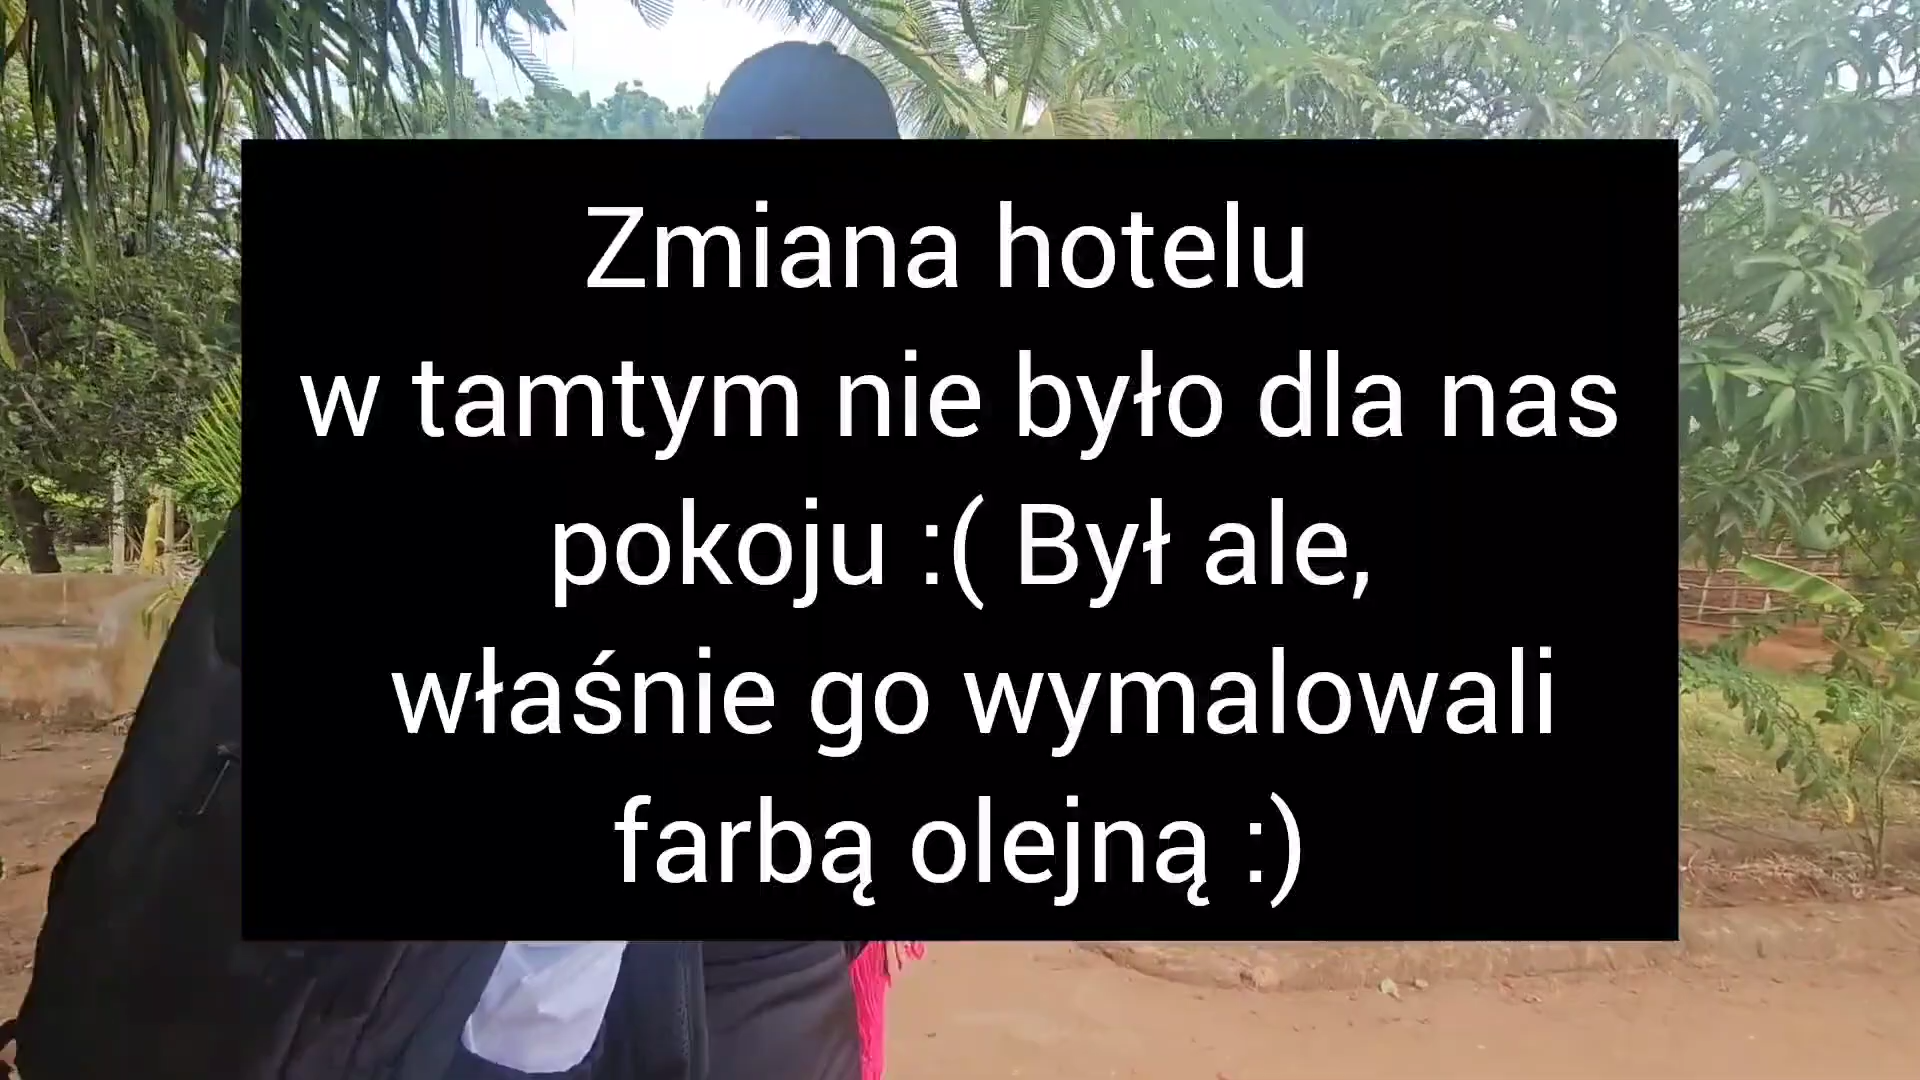 Zmiana hotelu
w tamtym nie było dla nas
pokoju :( Był ale,
właśnie go wymalowali
farbą olejną :)